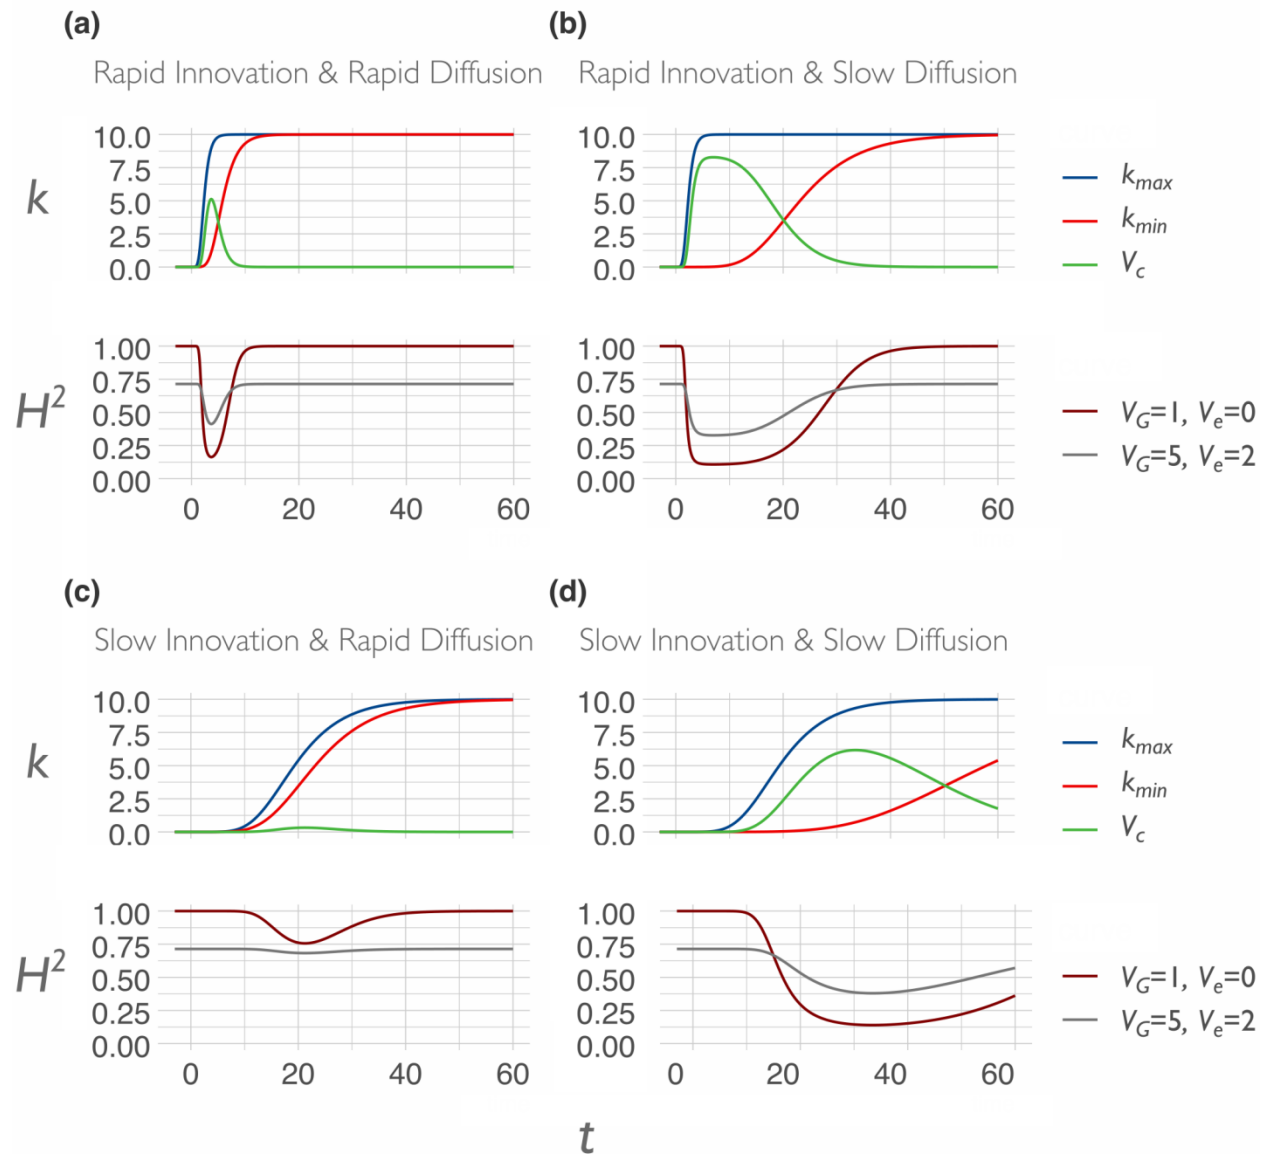 (a) (b)
Rapid Innovation & Rapid Diffusion Rapid Innovation & Slow Diffusion
k
10.0
7.5
5.0
2.5
0.0
10.0
7.5
5.0
2.5
0.0
kmax
kmin
Vc
H²
1.00
0.75
0.50
0.25
0.00
0 20 40 60
1.00
0.75
0.50
0.25
0.00
0 20 40 60
VG=1, Ve=0
VG=5, Ve=2
(c) (d)
Slow Innovation & Rapid Diffusion Slow Innovation & Slow Diffusion
k
10.0
7.5
5.0
2.5
0.0
10.0
7.5
5.0
2.5
0.0
kmax
kmin
Vc
H²
1.00
0.75
0.50
0.25
0.00
0 20 40 60
1.00
0.75
0.50
0.25
0.00
0 20 40 60
VG=1, Ve=0
VG=5, Ve=2
t